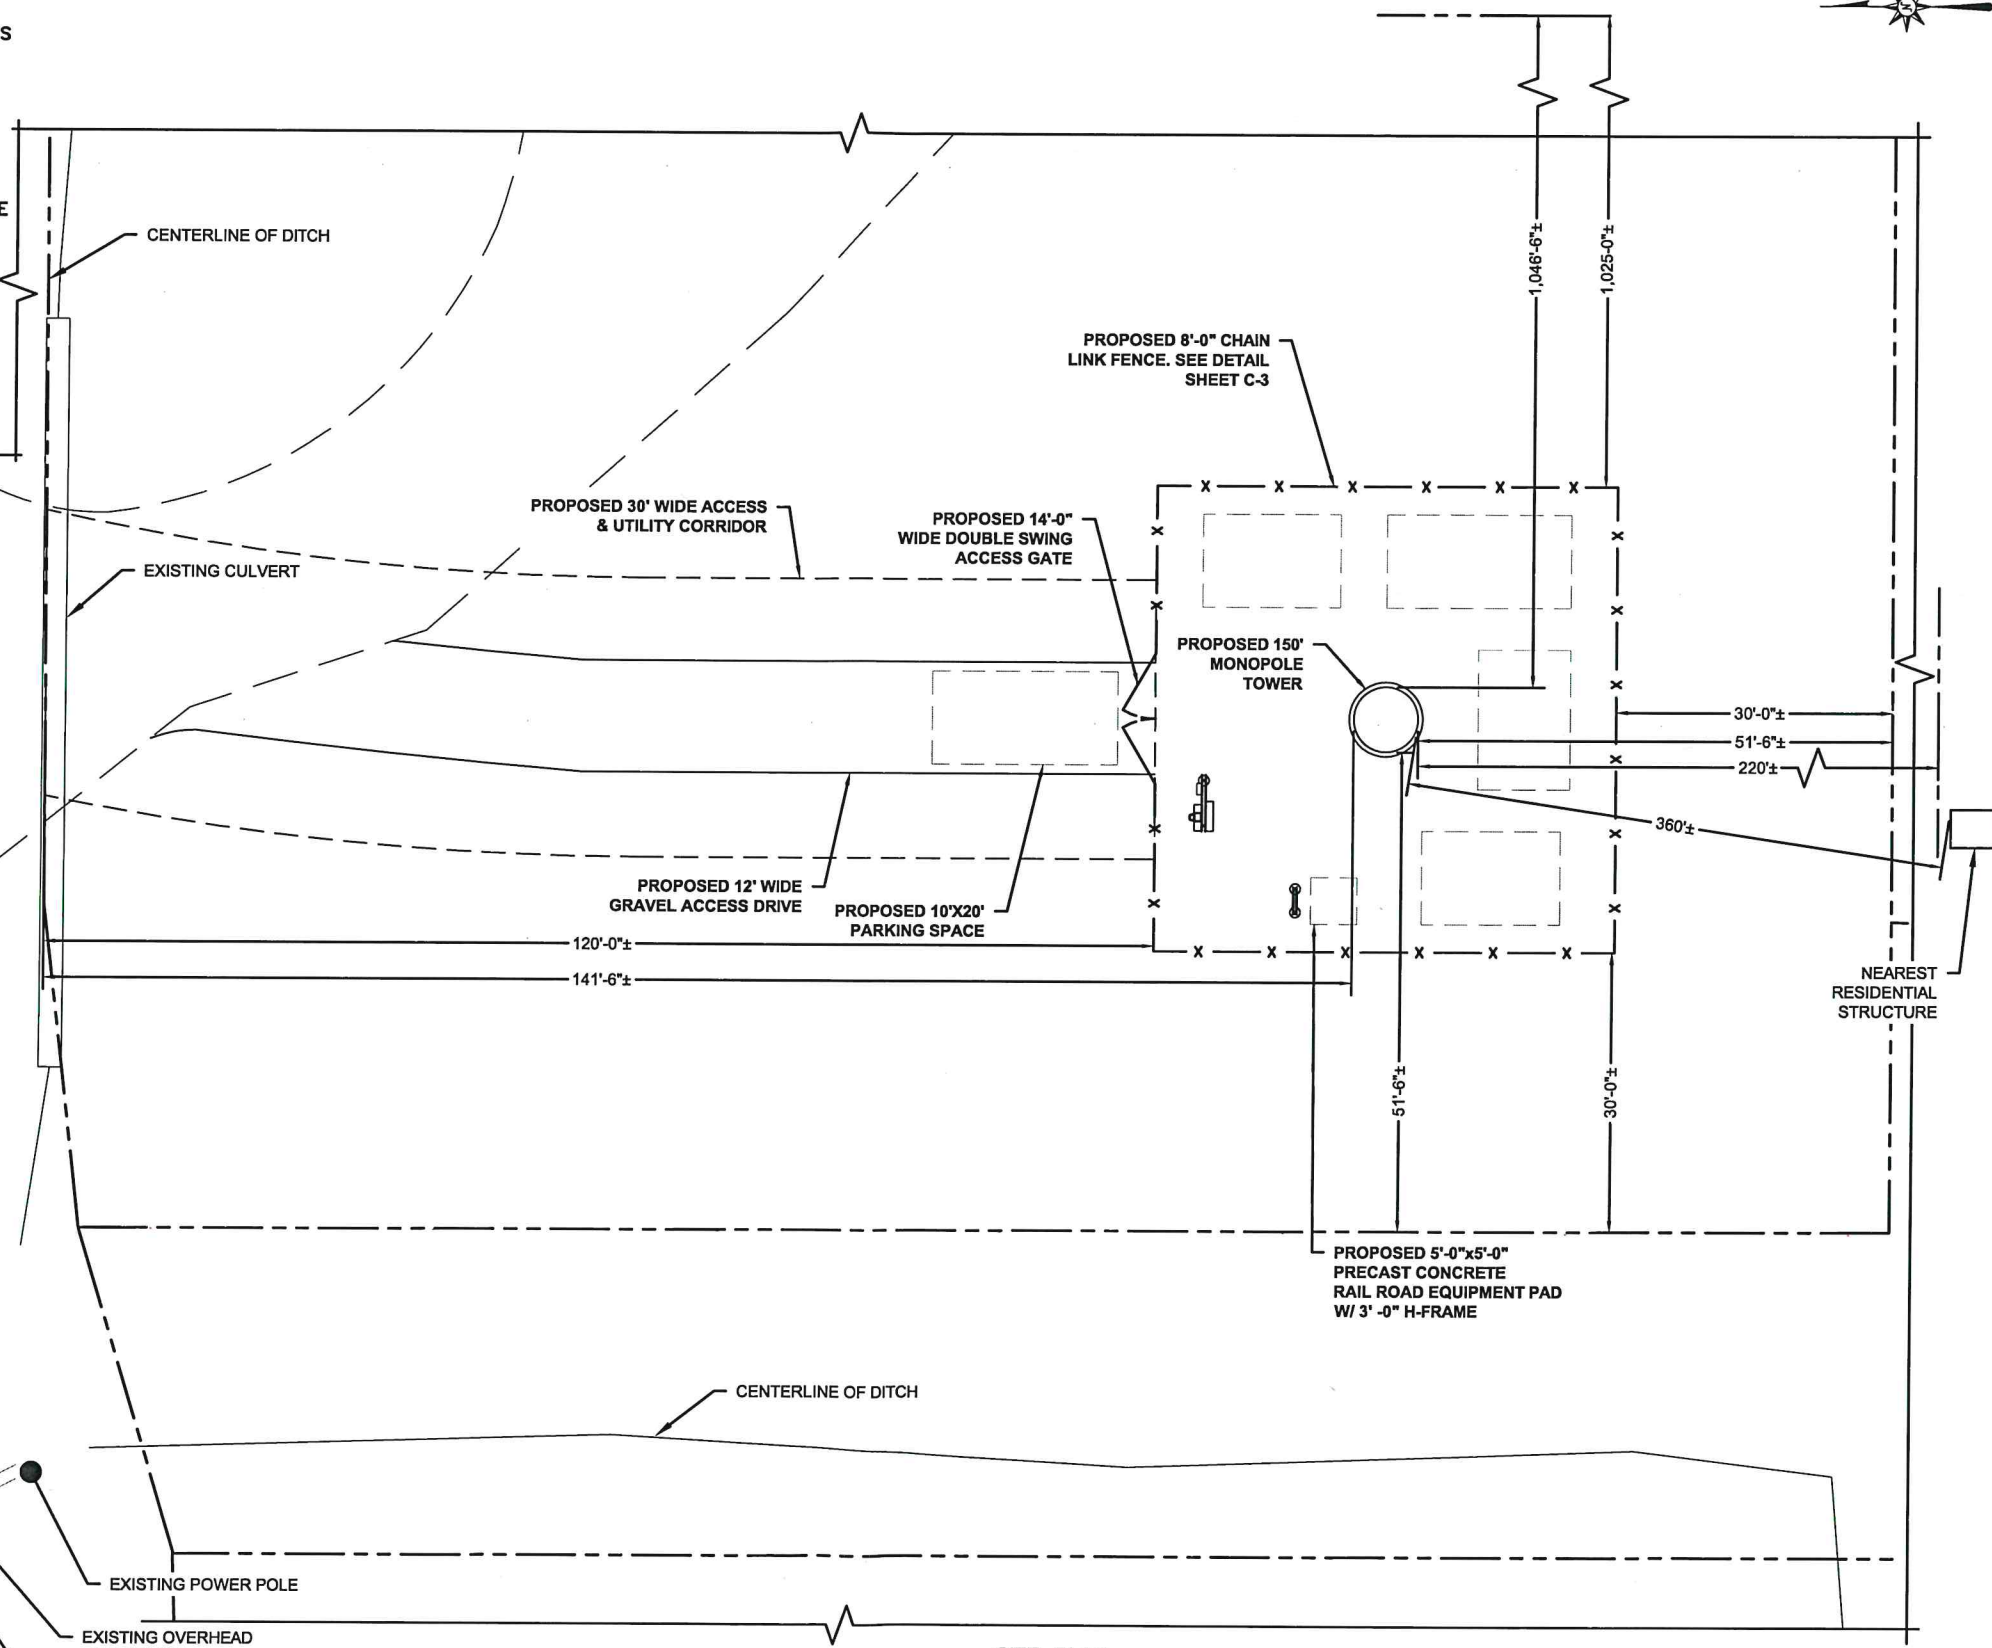 S
N
E
CENTERLINE OF DITCH
1,046'-6"±
1,025-0"±
PROPOSED 8'-0" CHAIN
LINK FENCE. SEE DETAIL
SHEET C-3
PROPOSED 30' WIDE ACCESS
& UTILITY CORRIDOR
PROPOSED 14'-0"
WIDE DOUBLE SWING
ACCESS GATE
EXISTING CULVERT
PROPOSED 150'
MONOPOLE
TOWER
30'-0"±
51'-6"±
220'±
360'±
PROPOSED 12' WIDE
GRAVEL ACCESS DRIVE
PROPOSED 10'X20'
PARKING SPACE
120'-0"±
141'-6"±
NEAREST
RESIDENTIAL
STRUCTURE
51'-6"±
30'-0"±
PROPOSED 5'-0"x5'-0"
PRECAST CONCRETE
RAIL ROAD EQUIPMENT PAD
W/ 3' -0" H-FRAME
CENTERLINE OF DITCH
EXISTING POWER POLE
EXISTING OVERHEAD